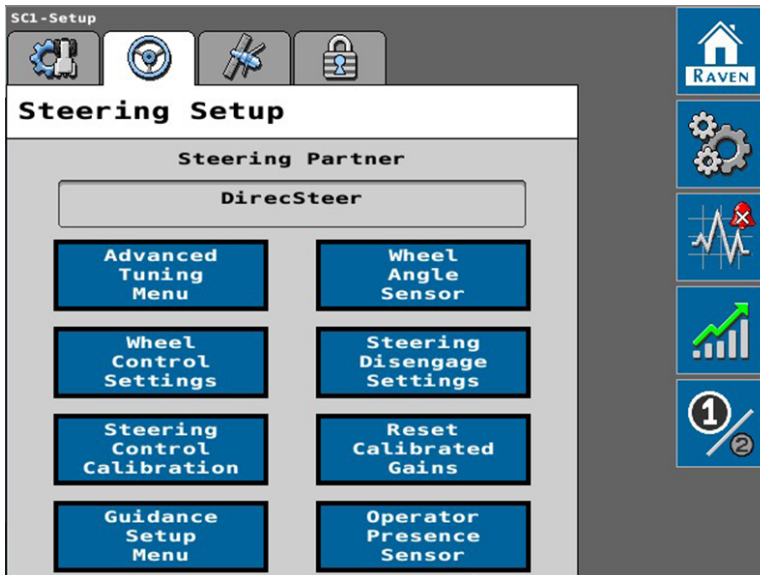 SC1-Setup
Steering Setup
Steering Partner
DirecSteer
Advanced
Tuning
Menu
Wheel
Angle
Sensor
Wheel
Control
Settings
Steering
Disengage
Settings
Steering
Control
Calibration
Reset
Calibrated
Gains
Guidance
Setup
Menu
Operator
Presence
Sensor
RAVEN
1
2